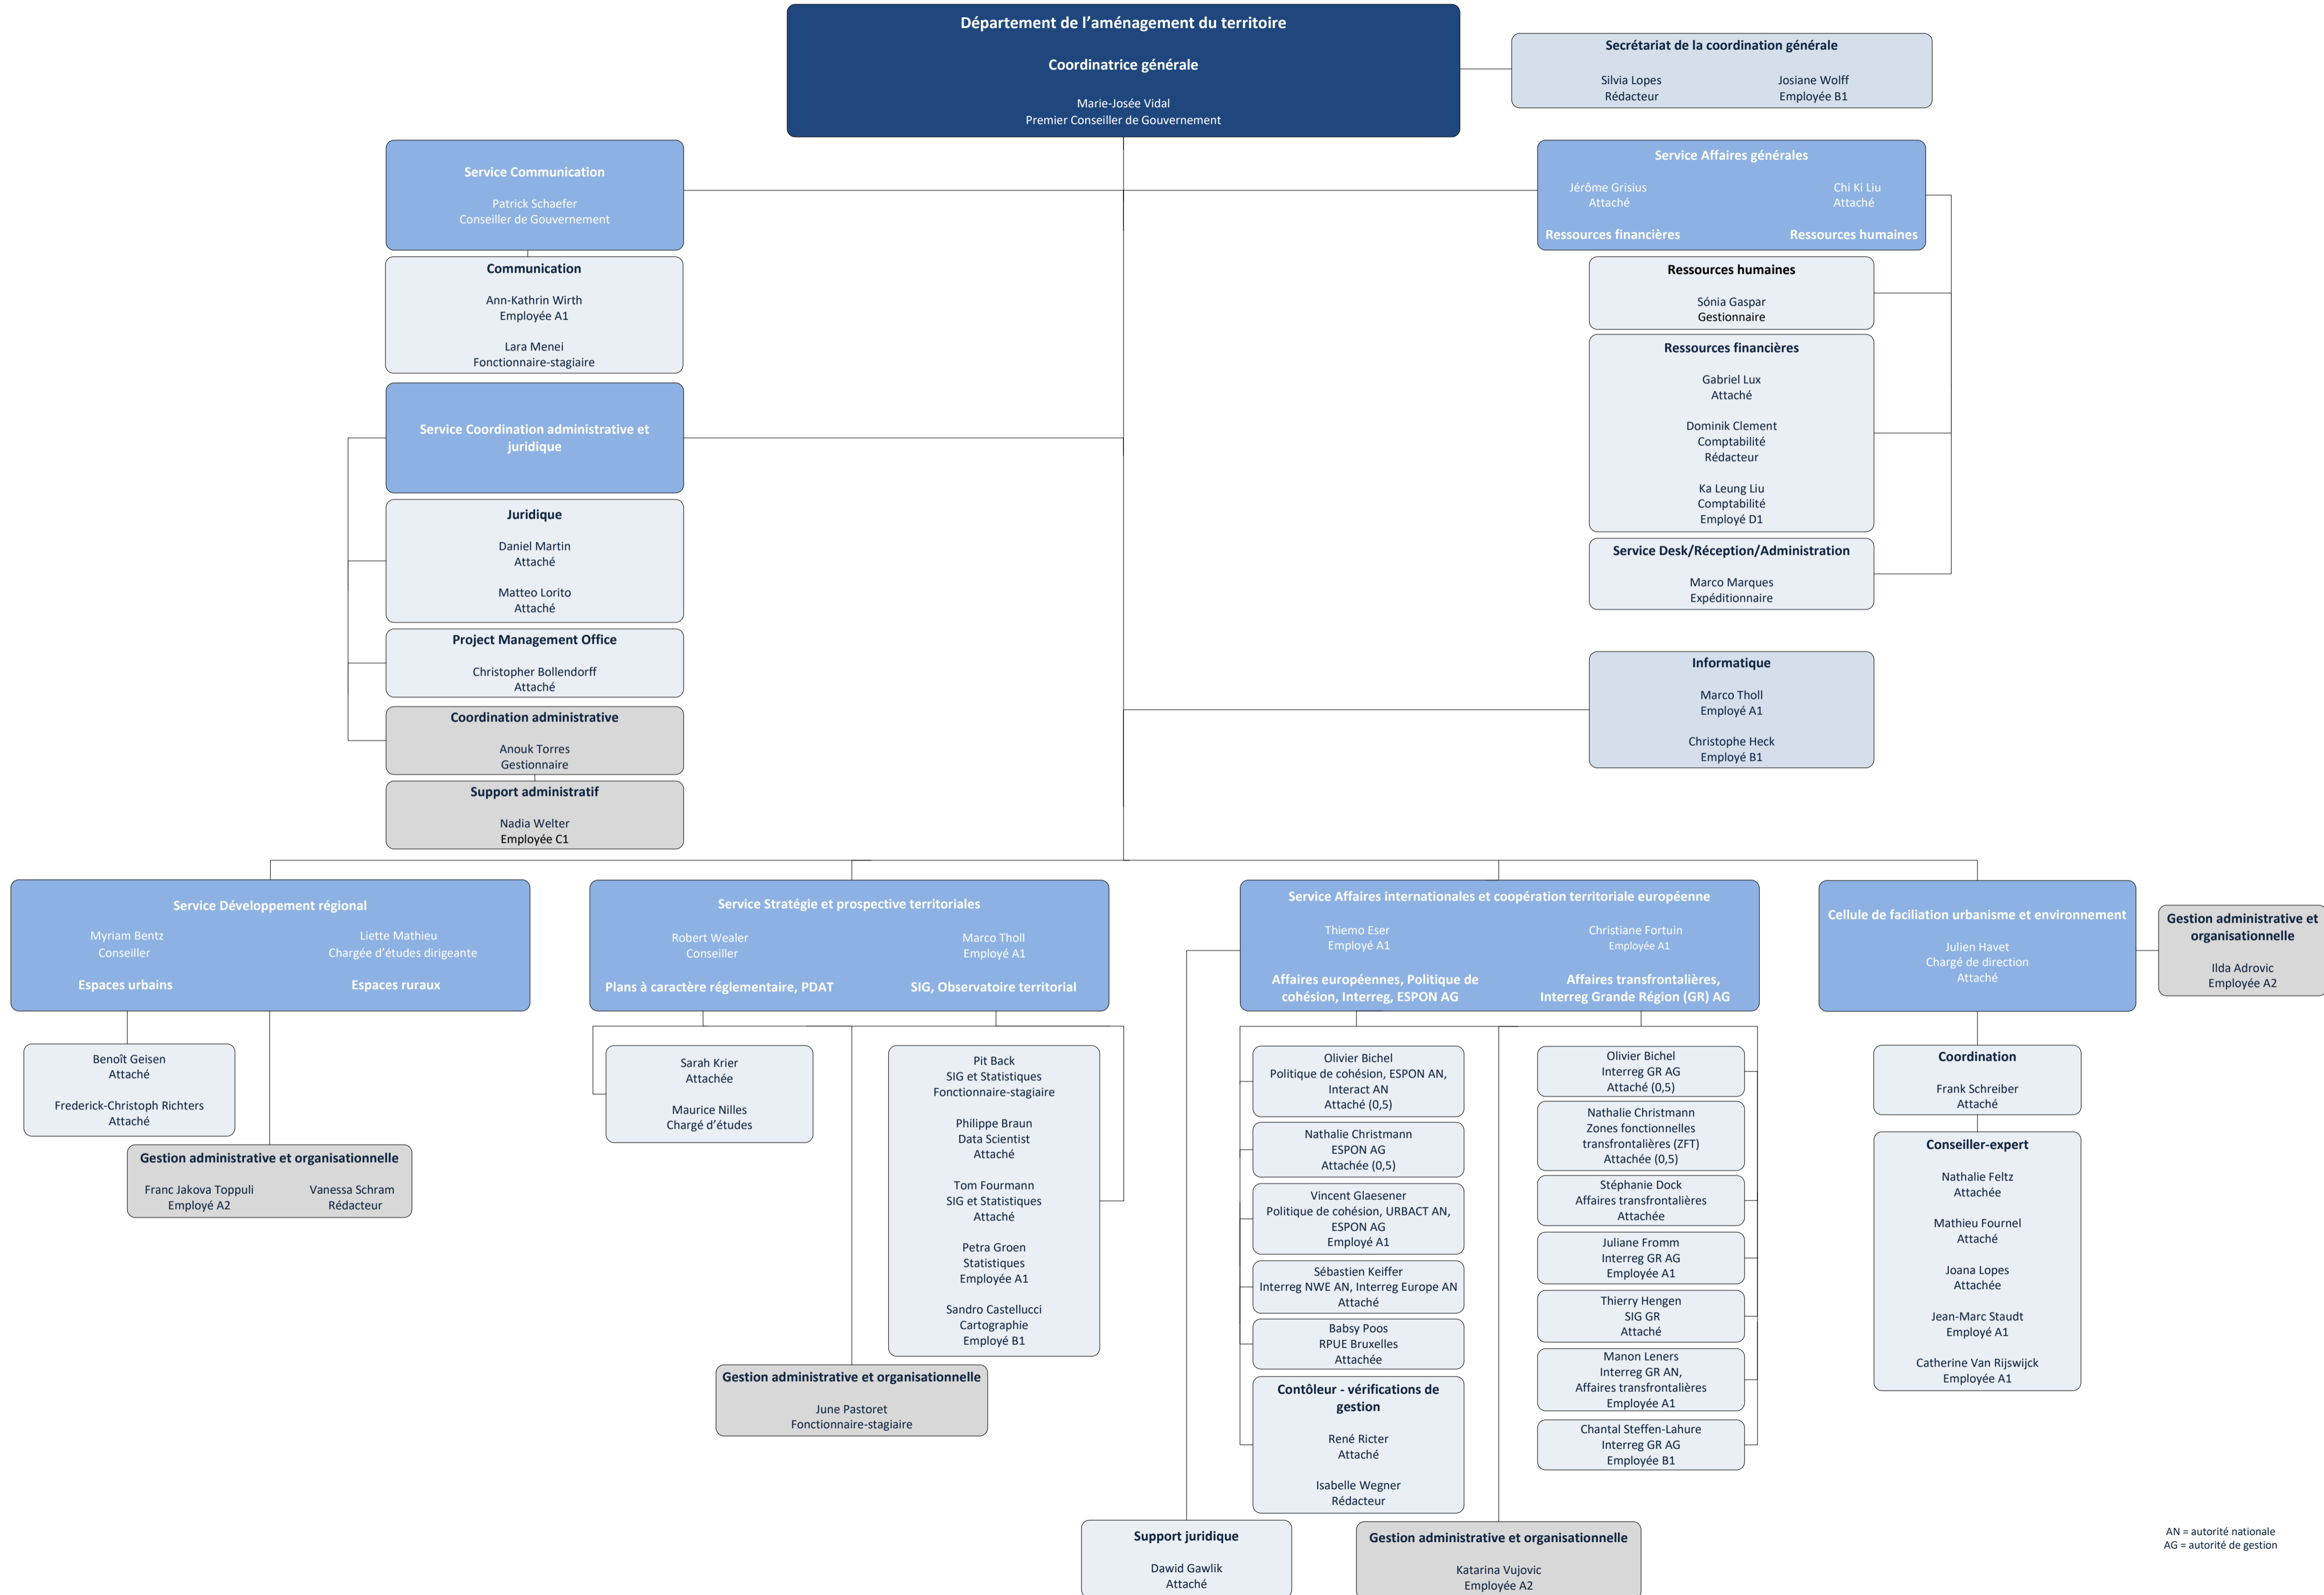 Département de l'aménagement du territoire
Coordinatrice générale
Marie-Josée Vidal
Premier Conseiller de Gouvernement
Secrétariat de la coordination générale
Silvia Lopes
Rédacteur
Josiane Wolff
Employée B1
Service Communication
Patrick Schaefer
Conseiller de Gouvernement
Communication
Ann-Kathrin Wirth
Employée A1
Lara Menei
Fonctionnaire-stagiaire
Service Affaires générales
Jérôme Grisius
Attaché
Ressources financières
Chi Ki Liu
Attaché
Ressources humaines
Ressources humaines
Sónia Gaspar
Gestionnaire
Ressources financières
Gabriel Lux
Attaché
Dominik Clement
Comptabilité
Rédacteur
Ka Leung Liu
Comptabilité
Employé D1
Service Desk/Réception/Administration
Marco Marques
Expéditionnaire
Service Coordination administrative et
juridique
Juridique
Daniel Martin
Attaché
Matteo Lorito
Attaché
Project Management Office
Christopher Bollendorff
Attaché
Coordination administrative
Anouk Torres
Gestionnaire
Support administratif
Nadia Welter
Employée C1
Informatique
Marco Tholl
Employé A1
Christophe Heck
Employé B1
Service Développement régional
Myriam Bentz
Conseiller
Espaces urbains
Liette Mathieu
Chargée d'études dirigeante
Espaces ruraux
Benoît Geisen
Attaché
Frederick-Christoph Richters
Attaché
Gestion administrative et organisationnelle
Franc Jakova Toppuli
Employé A2
Vanessa Schram
Rédacteur
Service Stratégie et prospective territoriales
Robert Wealer
Conseiller
Plans à caractère réglementaire, PDAT
Marco Tholl
Employé A1
SIG, Observatoire territorial
Sarah Krier
Attachée
Maurice Nilles
Chargé d'études
Pit Back
SIG et Statistiques
Fonctionnaire-stagiaire
Philippe Braun
Data Scientist
Attaché
Tom Fourmann
SIG et Statistiques
Attaché
Petra Groen
Statistiques
Employée A1
Sandro Castellucci
Cartographie
Employé B1
Gestion administrative et organisationnelle
June Pastoret
Fonctionnaire-stagiaire
Service Affaires internationales et coopération territoriale européenne
Thiemo Eser
Employé A1
Affaires européennes, Politique de
cohésion, Interreg, ESPON AG
Christiane Fortuin
Employée A1
Affaires transfrontalières,
Interreg Grande Région (GR) AG
Olivier Bichel
Politique de cohésion, ESPON AN,
Interact AN
Attaché (0,5)
Nathalie Christmann
ESPON AG
Attachée (0,5)
Vincent Glaesener
Politique de cohésion, URBACT AN,
ESPON AG
Employé A1
Sébastien Keiffer
Interreg NWE AN, Interreg Europe AN
Attaché
Babsy Poos
RPUE Bruxelles
Attachée
Contôleur - vérifications de
gestion
René Ricter
Attaché
Isabelle Wegner
Rédacteur
Olivier Bichel
Interreg GR AG
Attaché (0,5)
Nathalie Christmann
Zones fonctionnelles
transfrontalières (ZFT)
Attachée (0,5)
Stéphanie Dock
Affaires transfrontalières
Attachée
Juliane Fromm
Interreg GR AG
Employée A1
Thierry Hengen
SIG GR
Attaché
Manon Leners
Interreg GR AN,
Affaires transfrontalières
Employée A1
Chantal Steffen-Lahure
Interreg GR AG
Employée B1
Support juridique
Dawid Gawlik
Attaché
Gestion administrative et organisationnelle
Katarina Vujovic
Employée A2
Cellule de faciliation urbanisme et environnement
Julien Havet
Chargé de direction
Attaché
Gestion administrative et
organisationnelle
Ilda Adrovic
Employée A2
Coordination
Frank Schreiber
Attaché
Conseiller-expert
Nathalie Feltz
Attachée
Mathieu Fournel
Attaché
Joana Lopes
Attachée
Jean-Marc Staudt
Employé A1
Catherine Van Rijswijck
Employée A1
AN = autorité nationale
AG = autorité de gestion